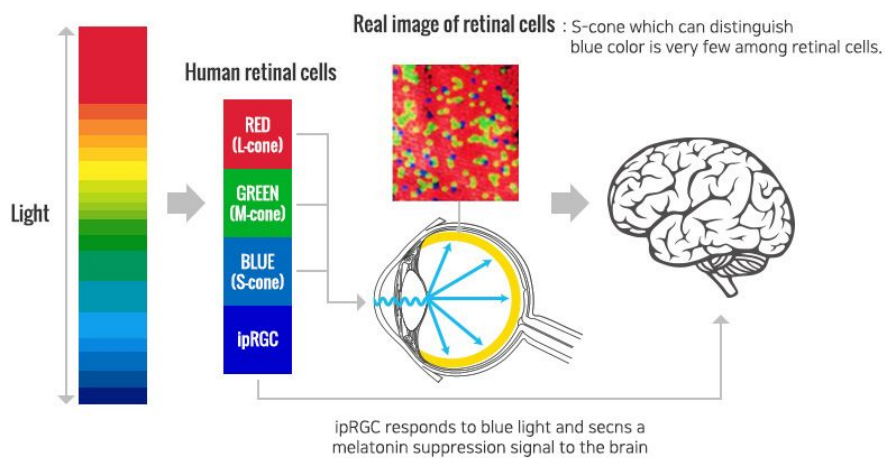 Real image of retinal cells : S-cone which can distinguish
blue color is very few among retinal cells.
Human retinal cells
Light
RED
(L-cone)
GREEN
(M-cone)
BLUE
(S-cone)
ipRGC
ipRGC responds to blue light and secns a
melatonin suppression signal to the brain